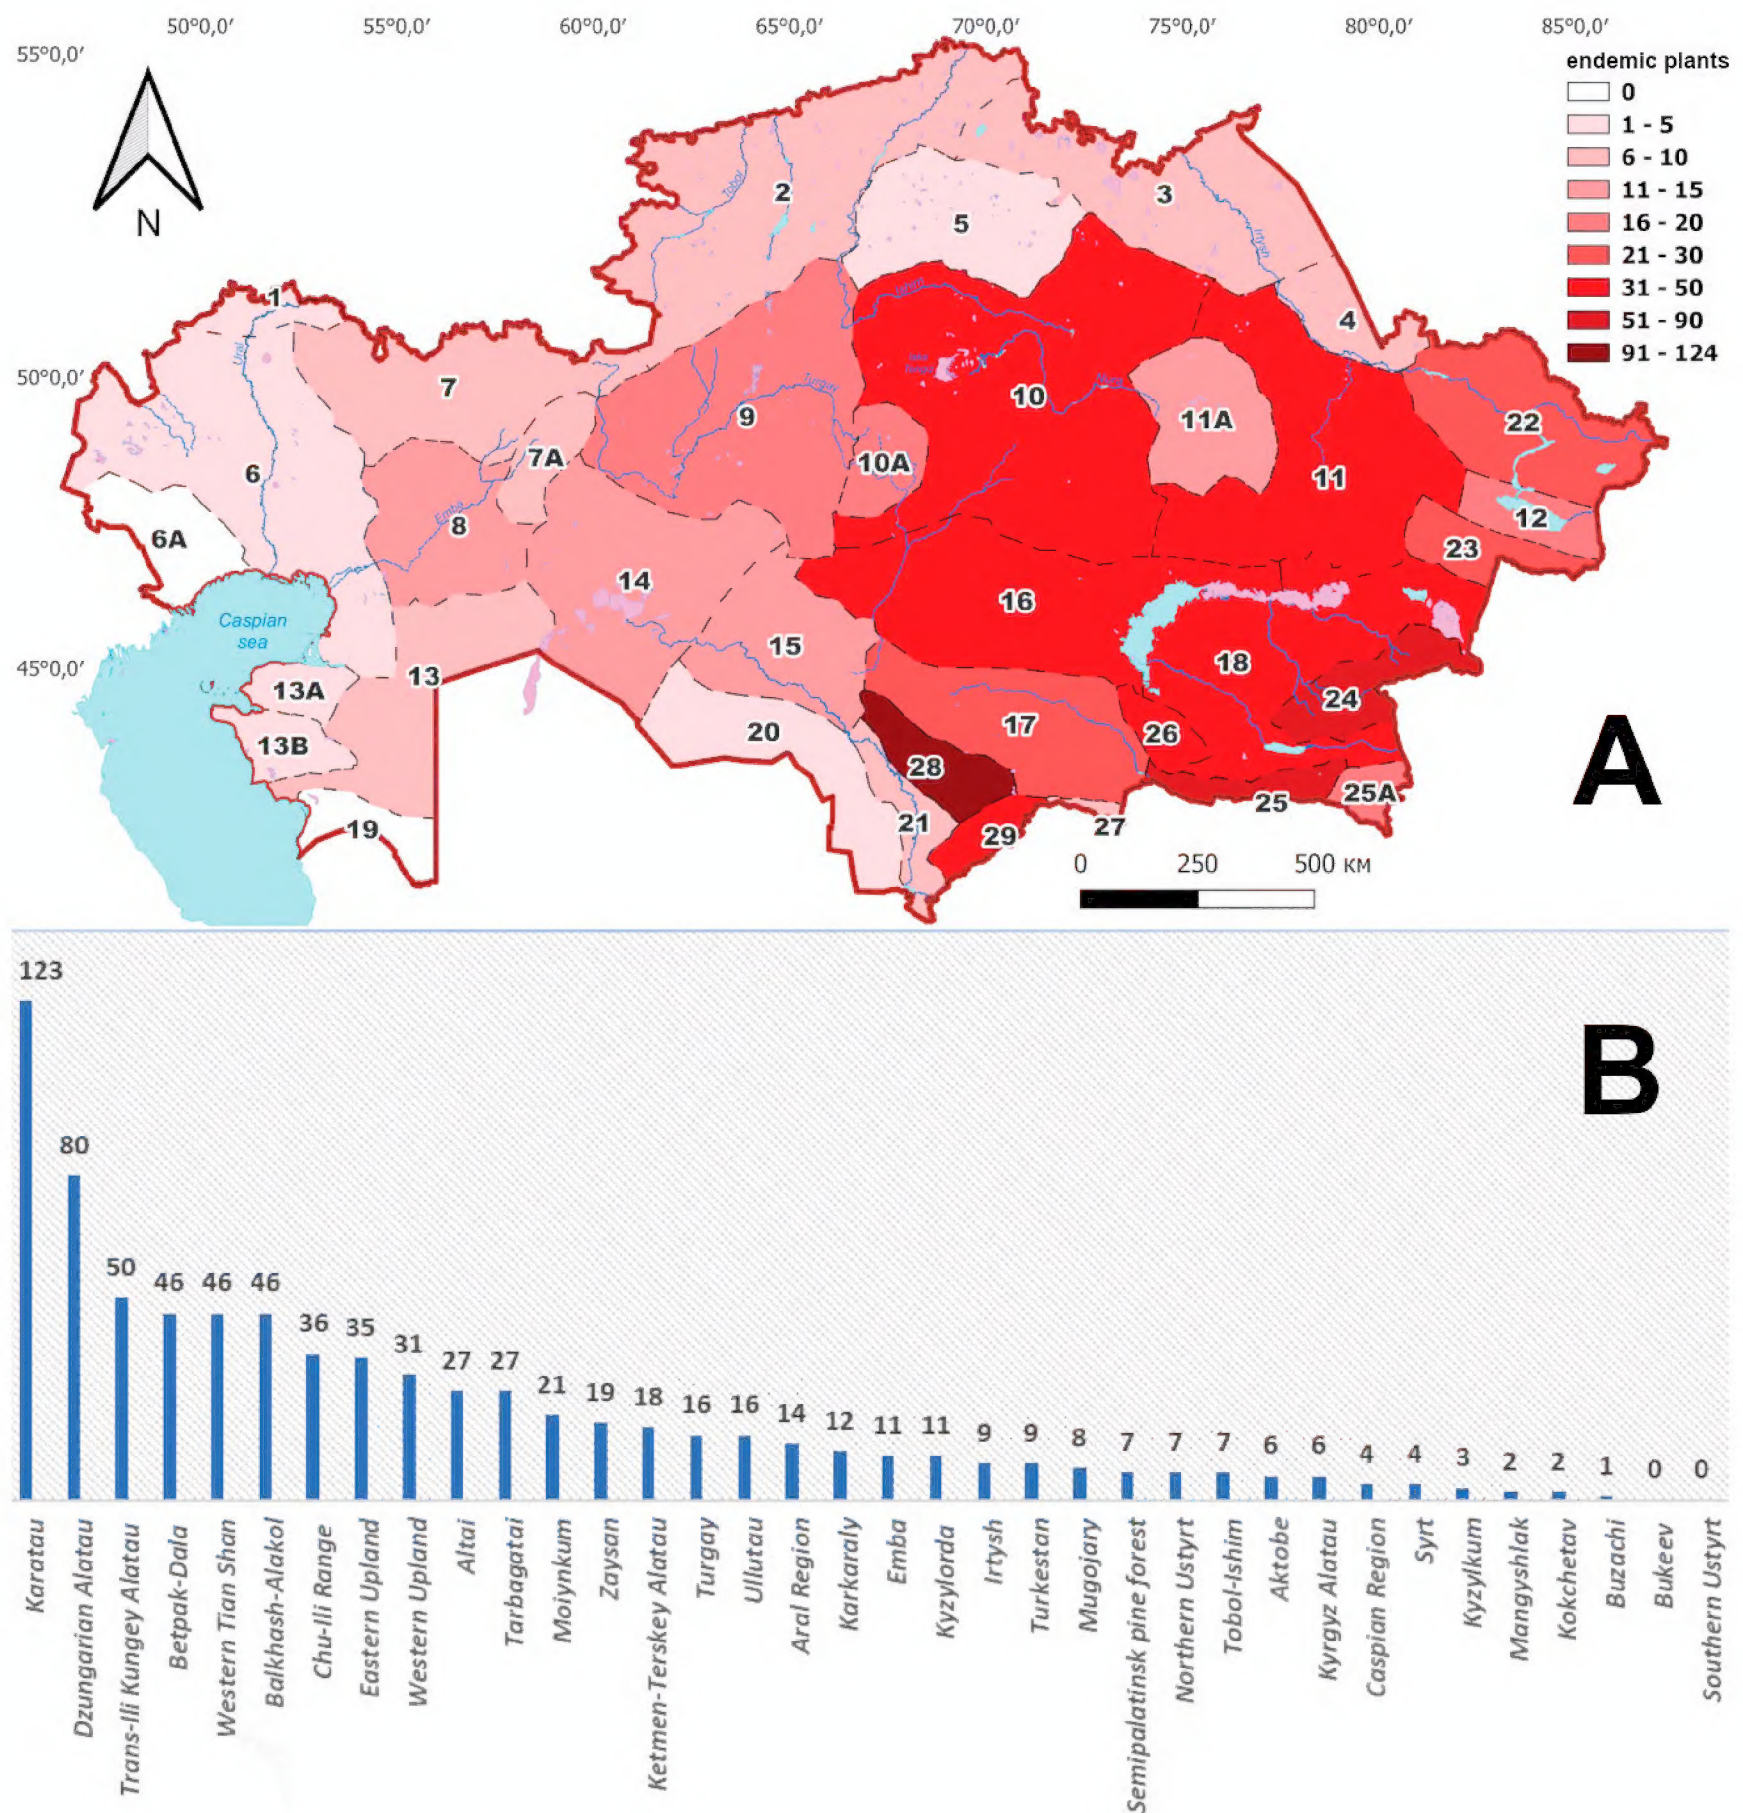 50°0,0′ 55°0,0′ 60°0,0′ 65°0,0′ 70°0,0′ 75°0,0′ 80°0,0′ 85°0,0′
55°0,0′
50°0,0′
45°0,0′
N
endemic plants
0
1 - 5
6 - 10
11 - 15
16 - 20
21 - 30
31 - 50
51 - 90
91 - 124
1
2
3
4
5
6
6A
7
7A
8
9
10
10A
11
11A
12
13
13A
13B
14
15
16
17
18
19
20
21
22
23
24
25
25A
26
27
28
29
Tobol
Irtysh
Ural
Emba
Turgay
Nura
Caspian
sea
0 250 500 км
A
B
123 80 50 46 46 46 36 35 31 27 27 21 19 18 16 16 14 12 11 11 9 9 8 7 7 7 6 6 4 4 3 2 2 1 0 0
Karatau
Dzungarian Alatau
Trans-Ili Kungey Alatau
Betpak-Dala
Western Tian Shan
Balkhash-Alakol
Chu-Ili Range
Eastern Upland
Western Upland
Altai
Tarbagatai
Moiynkum
Zaysan
Ketmen-Terskey Alatau
Turgay
Ullutau
Aral Region
Karkaraly
Emba
Kyzylorda
Irtysh
Turkestan
Mugojary
Semipalatinsk pine forest
Northern Ustyrt
Tobol-Ishim
Aktobe
Kyrgyz Alatau
Caspian Region
Syrt
Kyzylkum
Mangyshlak
Kokchetav
Buzachi
Bukeev
Southern Ustyrt